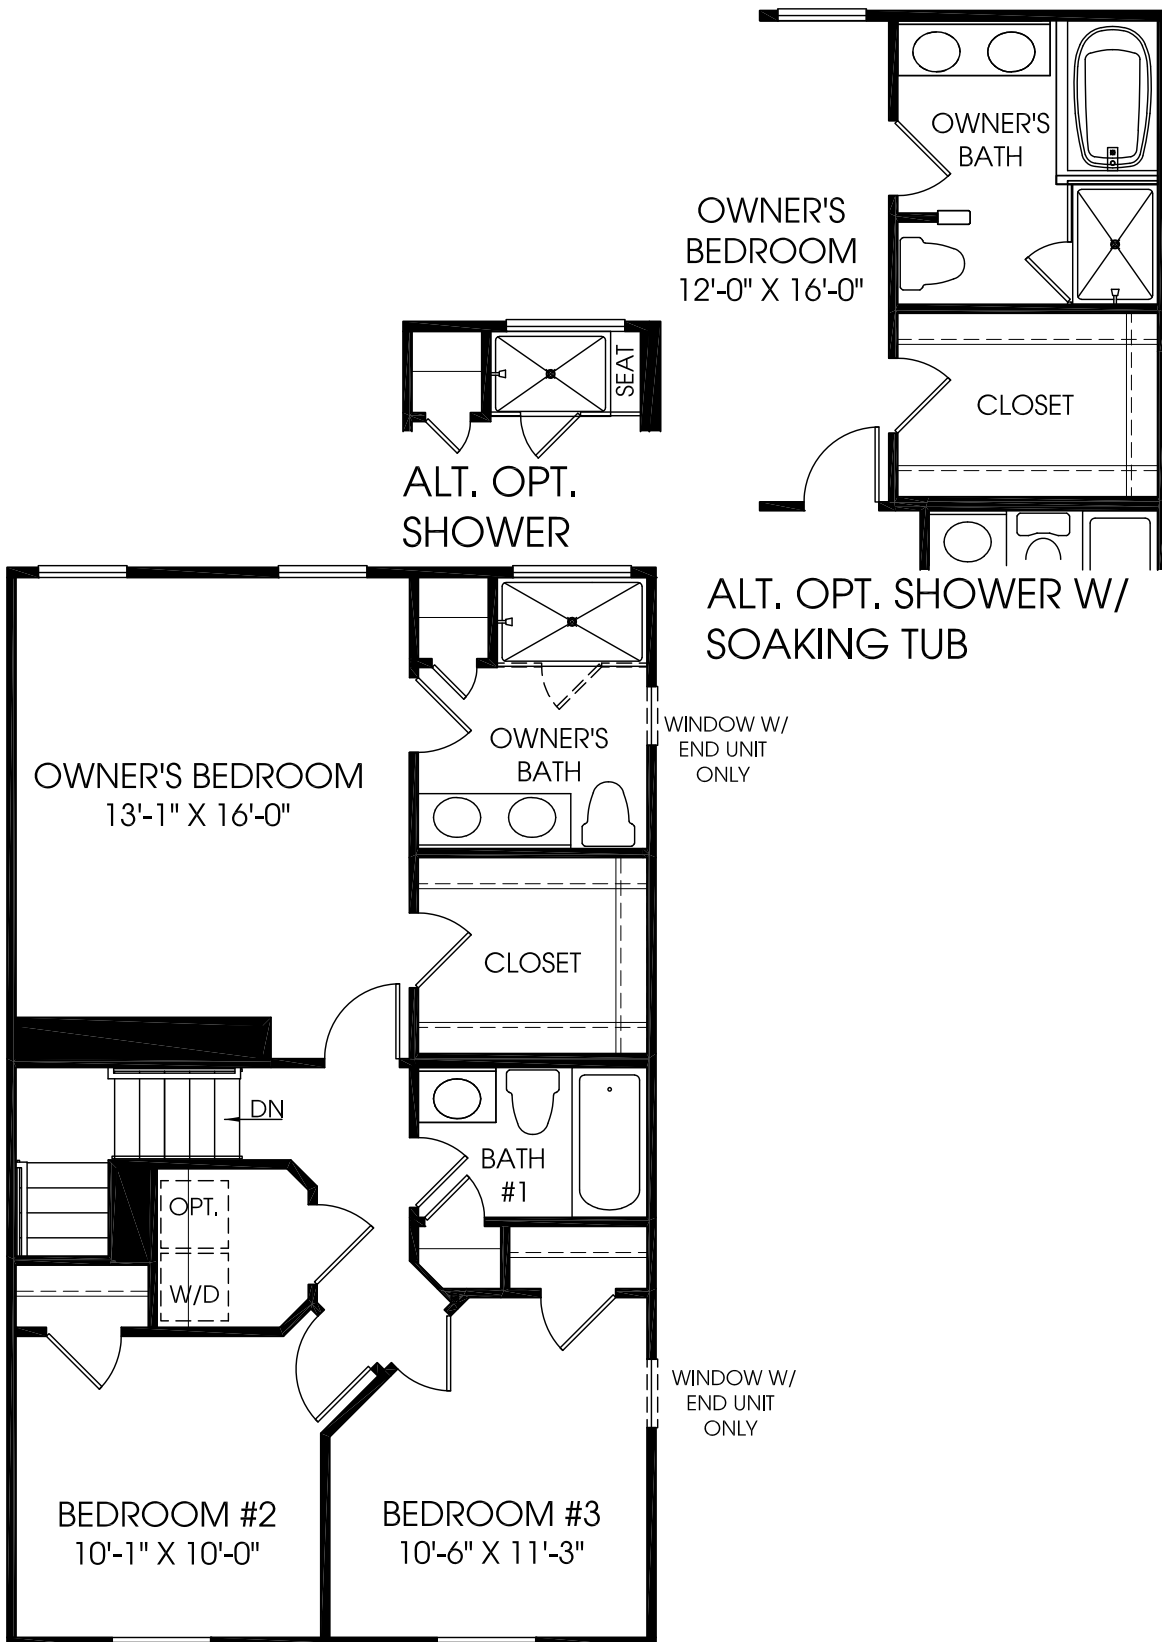 OWNER'S
BATH
OWNER'S
BEDROOM
12'-0" X 16'-0"
CLOSET
ALT. OPT. SHOWER W/
SOAKING TUB
SEAT
ALT. OPT.
SHOWER
OWNER'S BEDROOM
13'-1" X 16'-0"
OWNER'S
BATH
WINDOW W/
END UNIT
ONLY
CLOSET
DN
BATH
#1
OPT.
W/D
WINDOW W/
END UNIT
ONLY
BEDROOM #2
10'-1" X 10'-0"
BEDROOM #3
10'-6" X 11'-3"